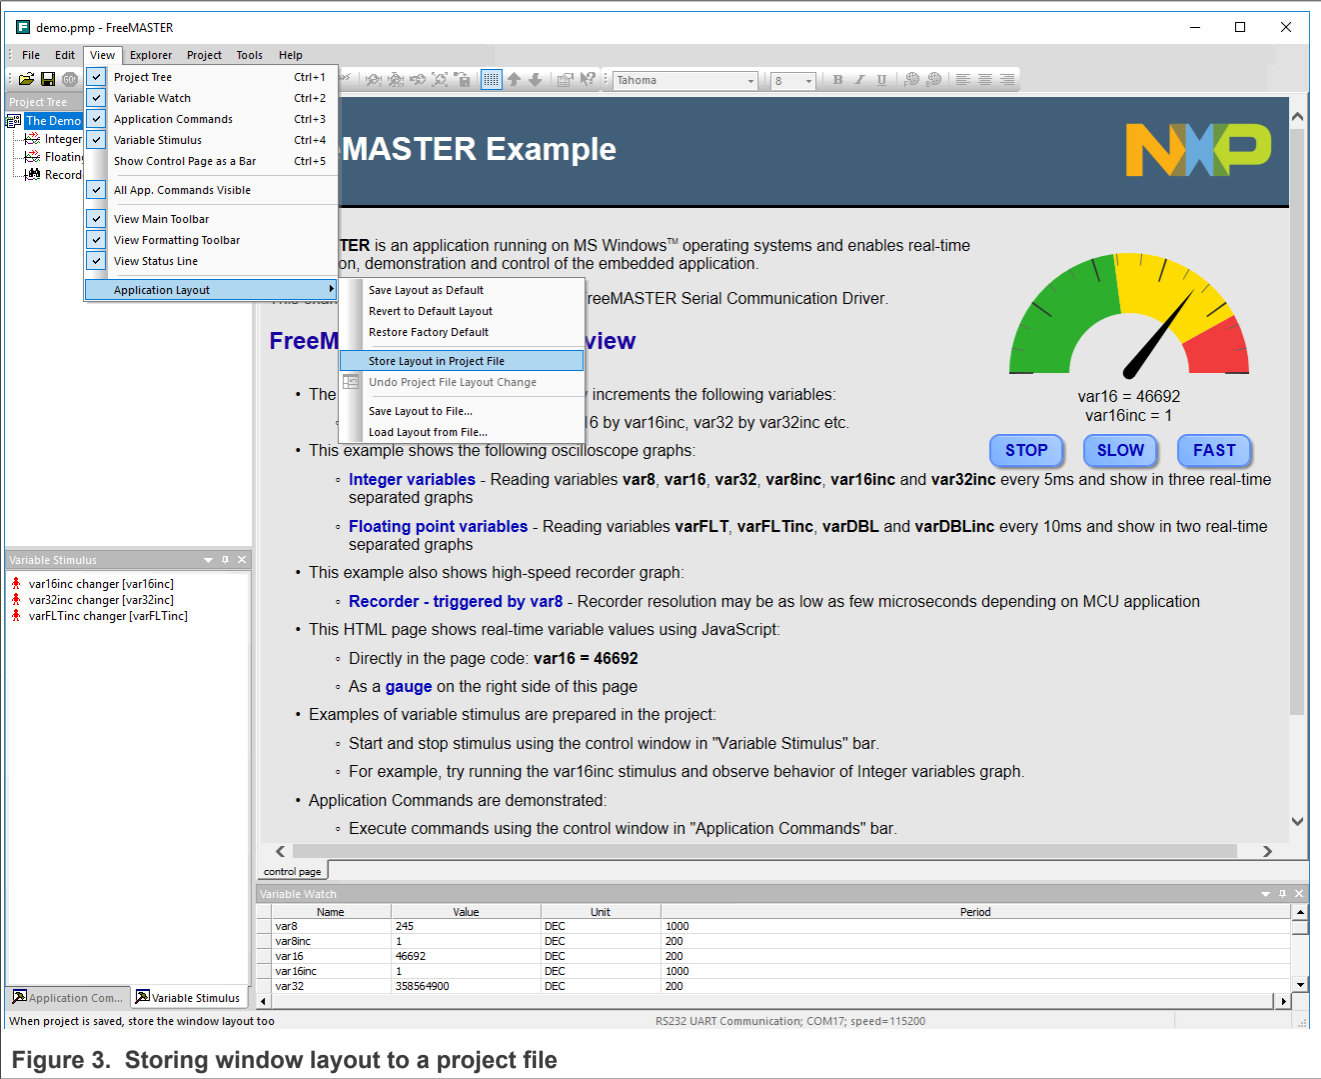 demo.pmp - FreeMASTER
File Edit View Explorer Project Tools Help
GO!
Tahoma 8 B I U
Project Tree
The Demo
Integer
Floating
Record
Project Tree Ctrl+1
Variable Watch Ctrl+2
Application Commands Ctrl+3
Variable Stimulus Ctrl+4
Show Control Page as a Bar Ctrl+5
All App. Commands Visible
View Main Toolbar
View Formatting Toolbar
View Status Line
Application Layout
Save Layout as Default
Revert to Default Layout
Restore Factory Default
Store Layout in Project File
Undo Project File Layout Change
Save Layout to File...
Load Layout from File...
MASTER Example
NXP
TER is an application running on MS Windows™ operating systems and enables real-time
on, demonstration and control of the embedded application.
reeMASTER Serial Communication Driver.
FreeM view
• The y increments the following variables:
6 by var16inc, var32 by var32inc etc.
• This example shows the following oscilloscope graphs:
◦ Integer variables - Reading variables var8, var16, var32, var8inc, var16inc and var32inc every 5ms and show in three real-time
separated graphs
◦ Floating point variables - Reading variables varFLT, varFLTinc, varDBL and varDBLinc every 10ms and show in two real-time
separated graphs
• This example also shows high-speed recorder graph:
◦ Recorder - triggered by var8 - Recorder resolution may be as low as few microseconds depending on MCU application
• This HTML page shows real-time variable values using JavaScript:
◦ Directly in the page code: var16 = 46692
◦ As a gauge on the right side of this page
• Examples of variable stimulus are prepared in the project:
◦ Start and stop stimulus using the control window in "Variable Stimulus" bar.
◦ For example, try running the var16inc stimulus and observe behavior of Integer variables graph.
• Application Commands are demonstrated:
◦ Execute commands using the control window in "Application Commands" bar.
var16 = 46692
var16inc = 1
STOP SLOW FAST
control page
Variable Stimulus
var16inc changer [var16inc]
var32inc changer [var32inc]
varFLTinc changer [varFLTinc]
Application Com... Variable Stimulus
Variable Watch
Name Value Unit Period
var8 245 DEC 1000
var8inc 1 DEC 200
var16 46692 DEC 200
var16inc 1 DEC 1000
var32 358564900 DEC 200
When project is saved, store the window layout too
RS232 UART Communication; COM17; speed=115200
Figure 3. Storing window layout to a project file